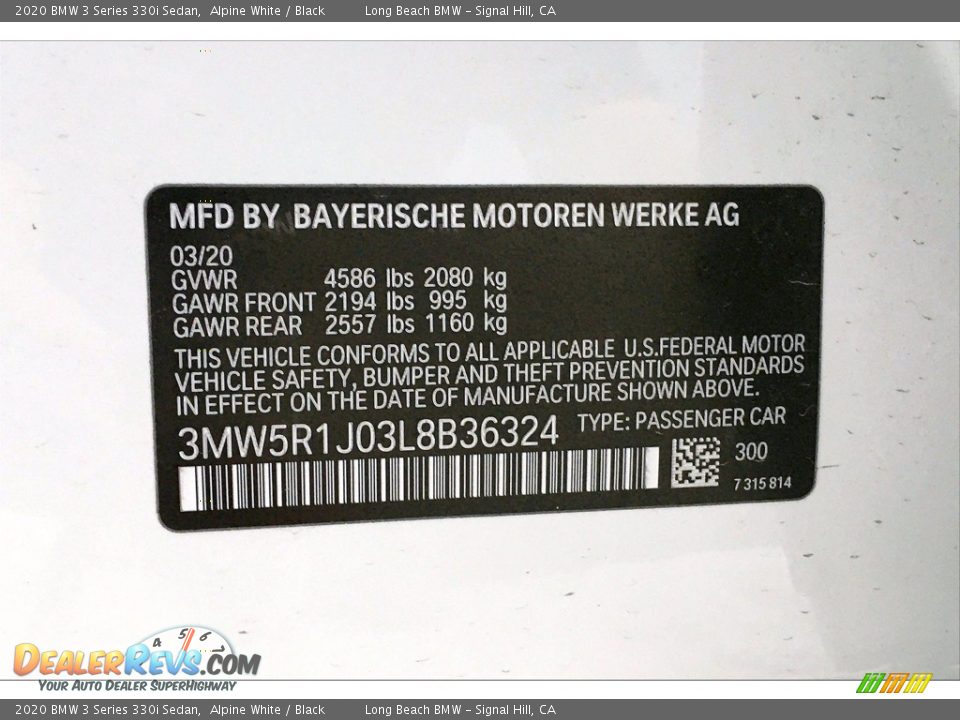 2020 BMW 3 Series 330i Sedan, Alpine White / Black Long Beach BMW - Signal Hill, CA
MFD BY BAYERISCHE MOTOREN WERKE AG
03/20
GVWR 4586 lbs 2080 kg
GAWR FRONT 2194 lbs 995 kg
GAWR REAR 2557 lbs 1160 kg
THIS VEHICLE CONFORMS TO ALL APPLICABLE U.S.FEDERAL MOTOR
VEHICLE SAFETY, BUMPER AND THEFT PREVENTION STANDARDS
IN EFFECT ON THE DATE OF MANUFACTURE SHOWN ABOVE.
3MW5R1J03L8B36324 TYPE: PASSENGER CAR
300
7 315 814
4 5 6
DEALERREVS.COM
YOUR AUTO DEALER SUPERHIGHWAY
2020 BMW 3 Series 330i Sedan, Alpine White / Black Long Beach BMW - Signal Hill, CA